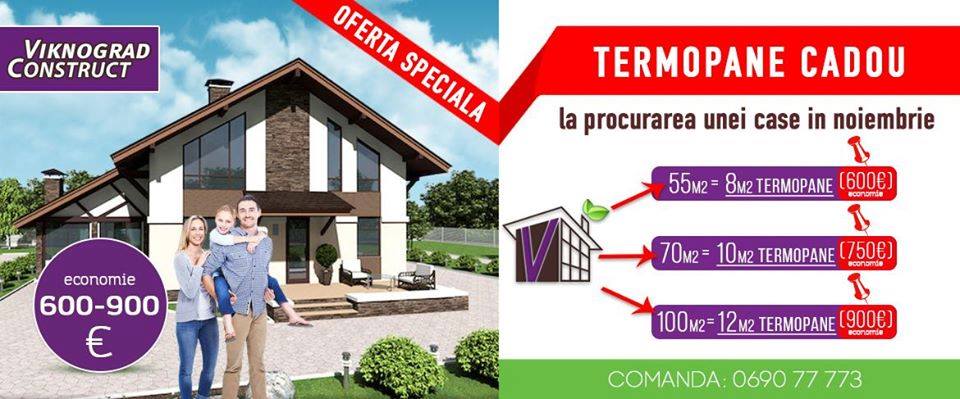 VIKNOGRAD
CONSTRUCT
OFERTA SPECIALA
economie
600-900
€
TERMOPANE CADOU
la procurarea unei case in noiembrie
55M2 = 8M2 TERMOPANE (600€)
economie
70M2 = 10M2 TERMOPANE (750€)
economie
100M2 = 12M2 TERMOPANE (900€)
economie
V
COMANDA: 0690 77 773